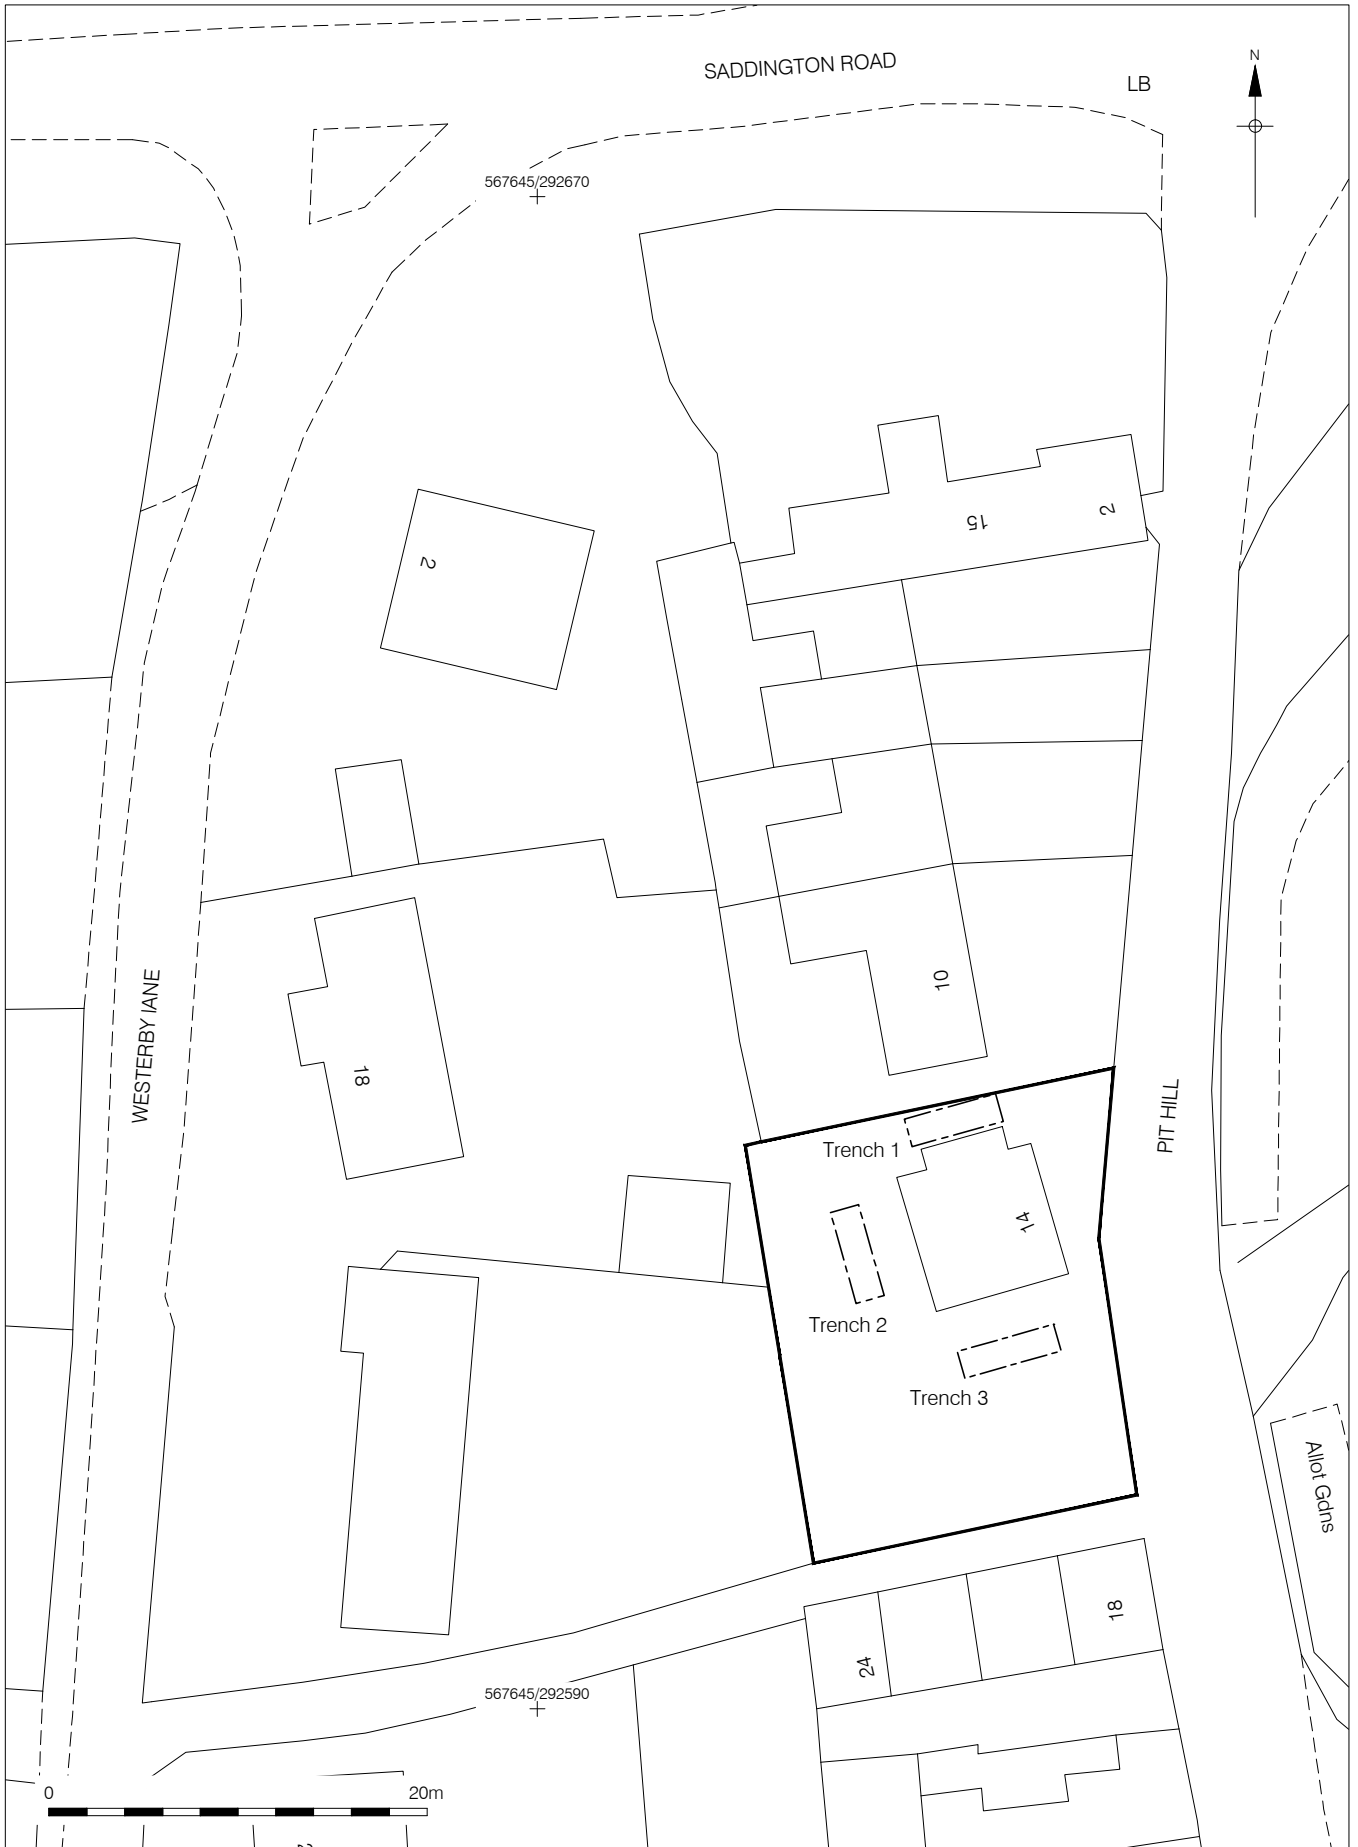 SADDINGTON ROAD
LB
N
567645/292670
15
2
2
10
WESTERBY LANE
18
PIT HILL
Trench 1
14
Trench 2
Trench 3
Allot Gdns
18
24
567645/292590
0 20m